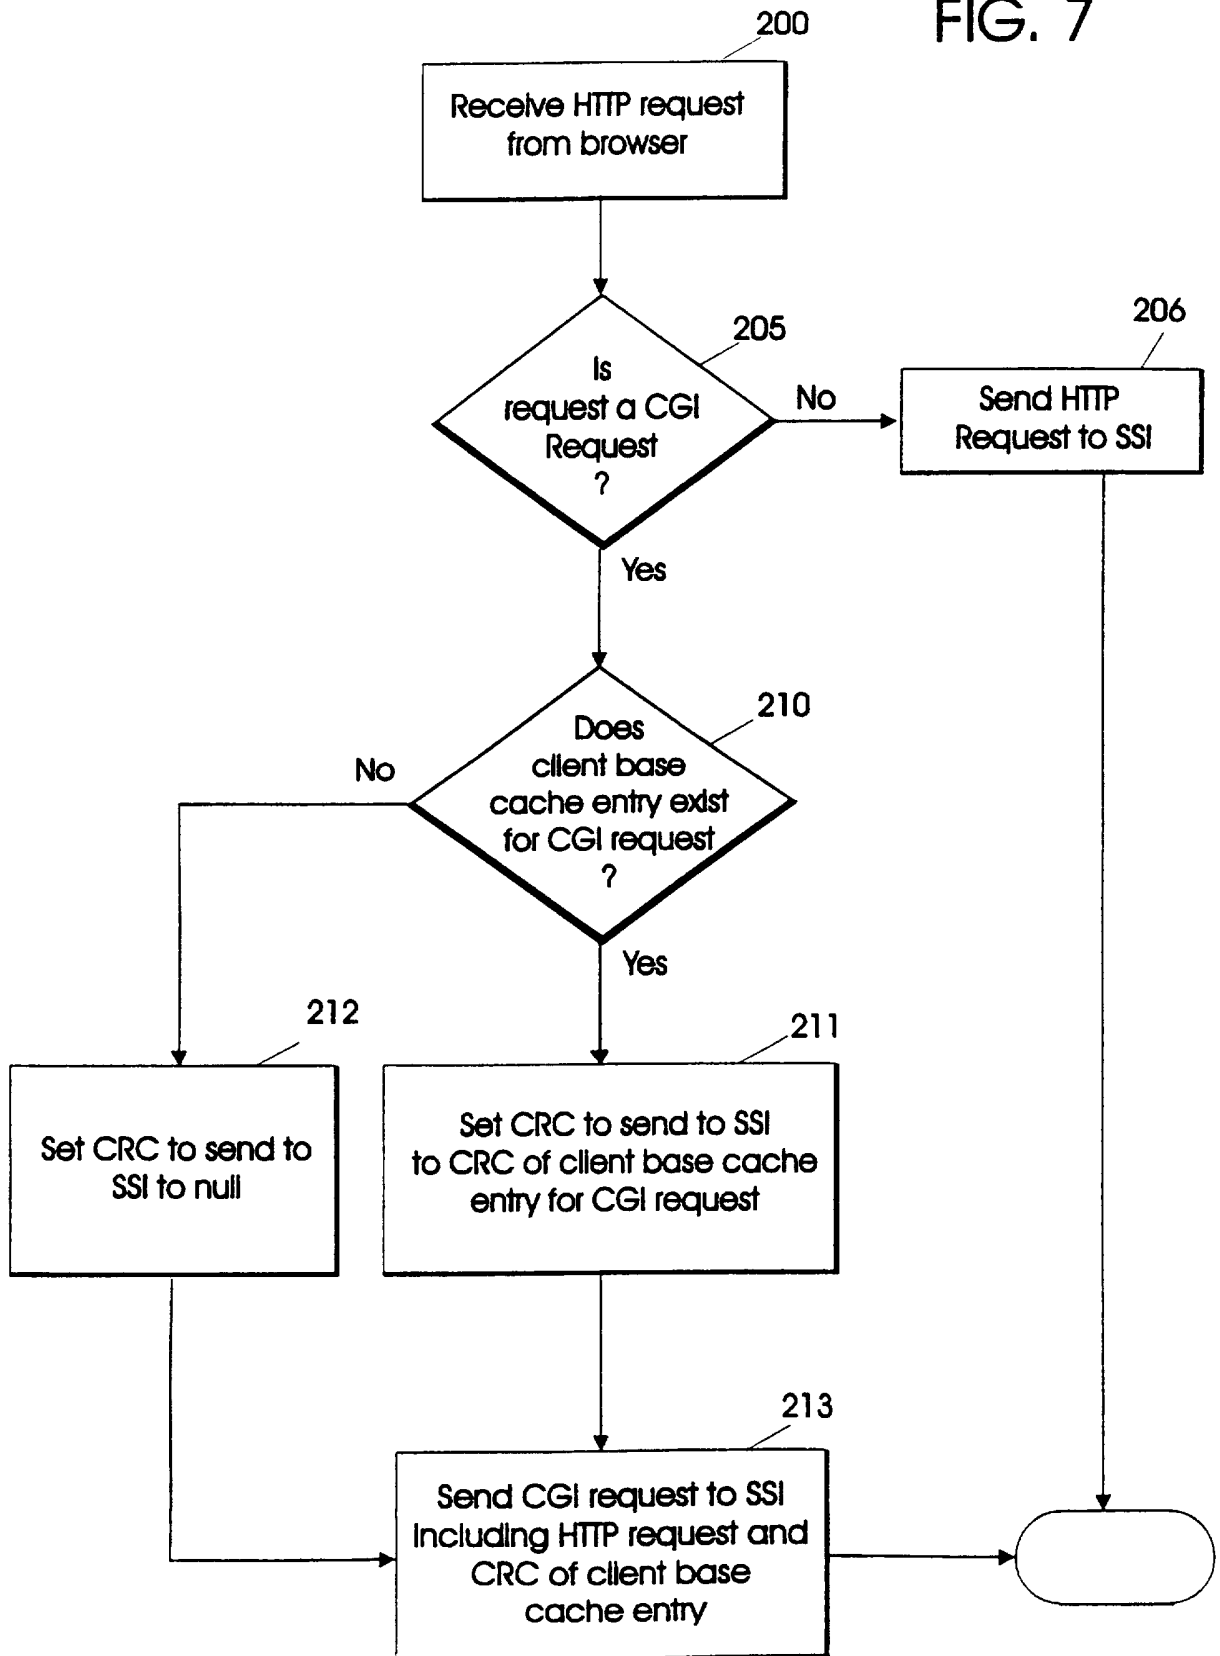 FIG. 7
200
Receive HTTP request
from browser
205
Is
request a CGI
Request
?
No
206
Send HTTP
Request to SSI
Yes
210
Does
client base
cache entry exist
for CGI request
?
No
Yes
212
Set CRC to send to
SSI to null
211
Set CRC to send to SSI
to CRC of client base cache
entry for CGI request
213
Send CGI request to SSI
including HTTP request and
CRC of client base
cache entry